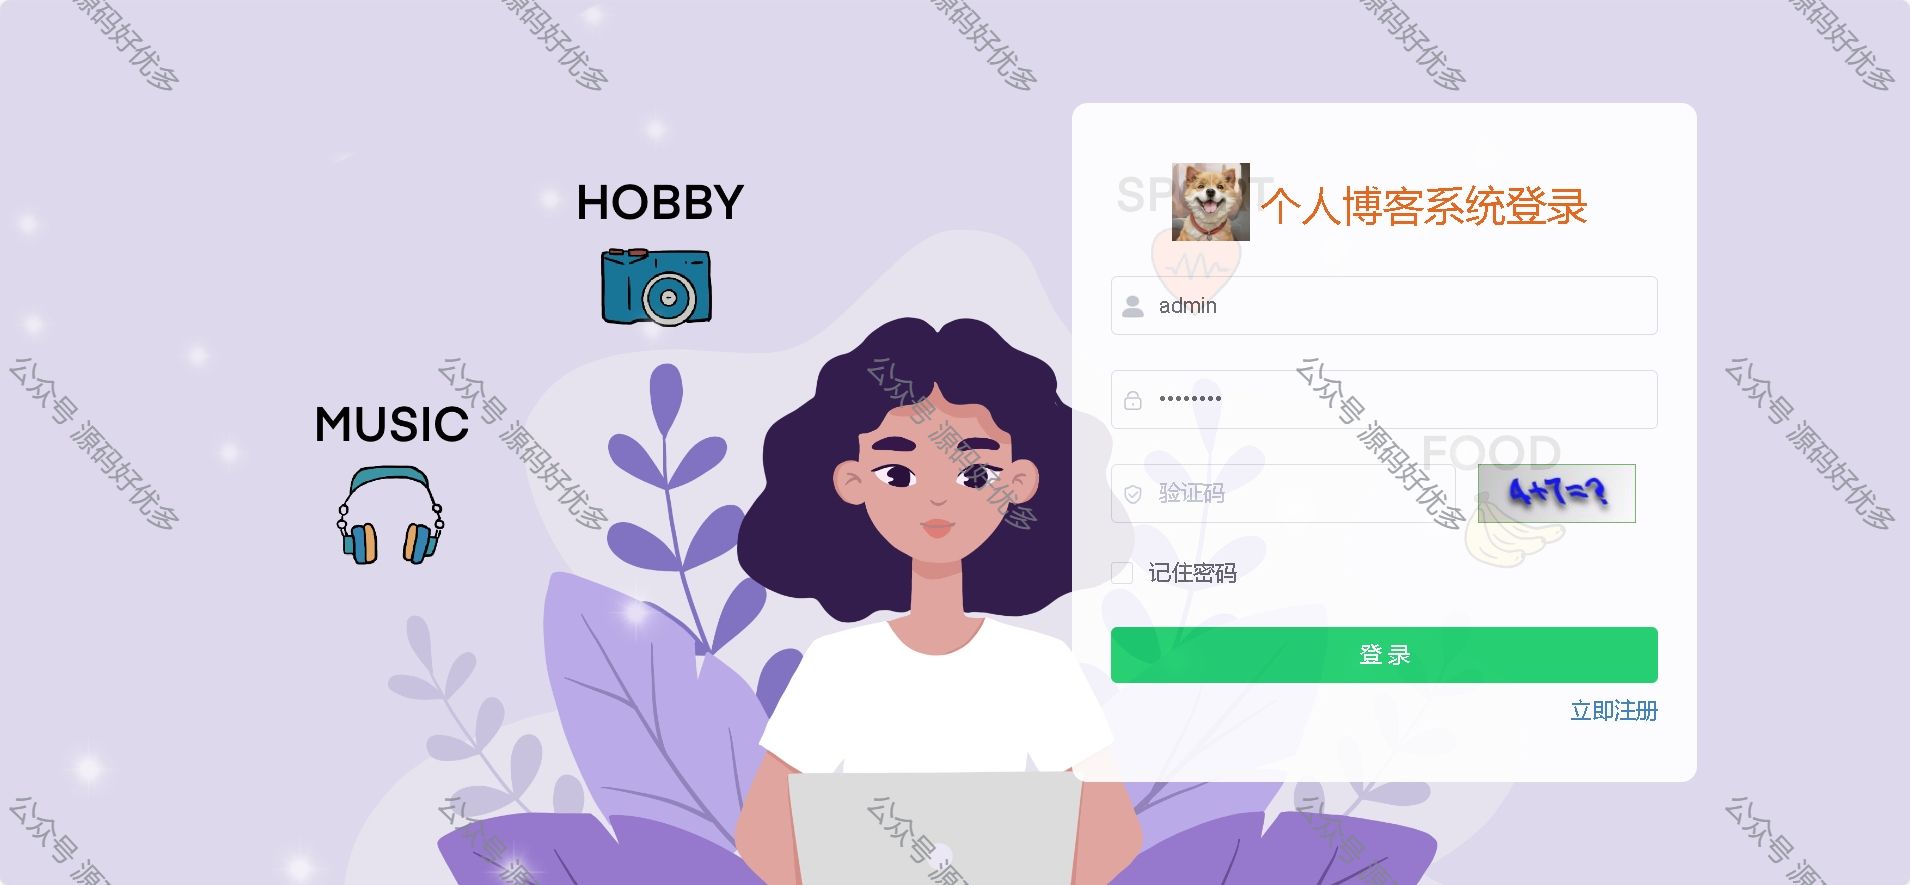 HOBBY
MUSIC
SPORT
个人博客系统登录
admin
验证码
4+7=?
FOOD
记住密码
登 录
立即注册
公众号 源码好优多